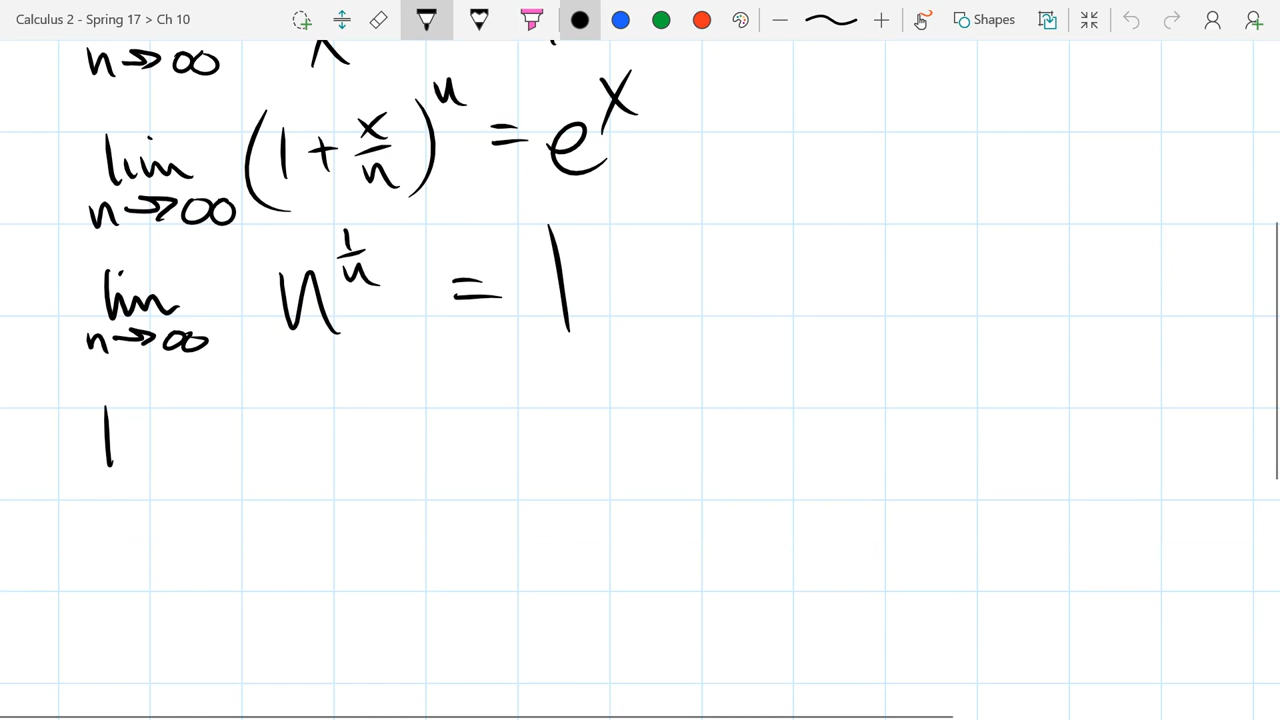 Calculus 2 - Spring 17 > Ch 10
Shapes
n→∞ x
lim n→∞ (1 + x/n)^n = e^x
lim n→∞ n^(1/n) = 1
l